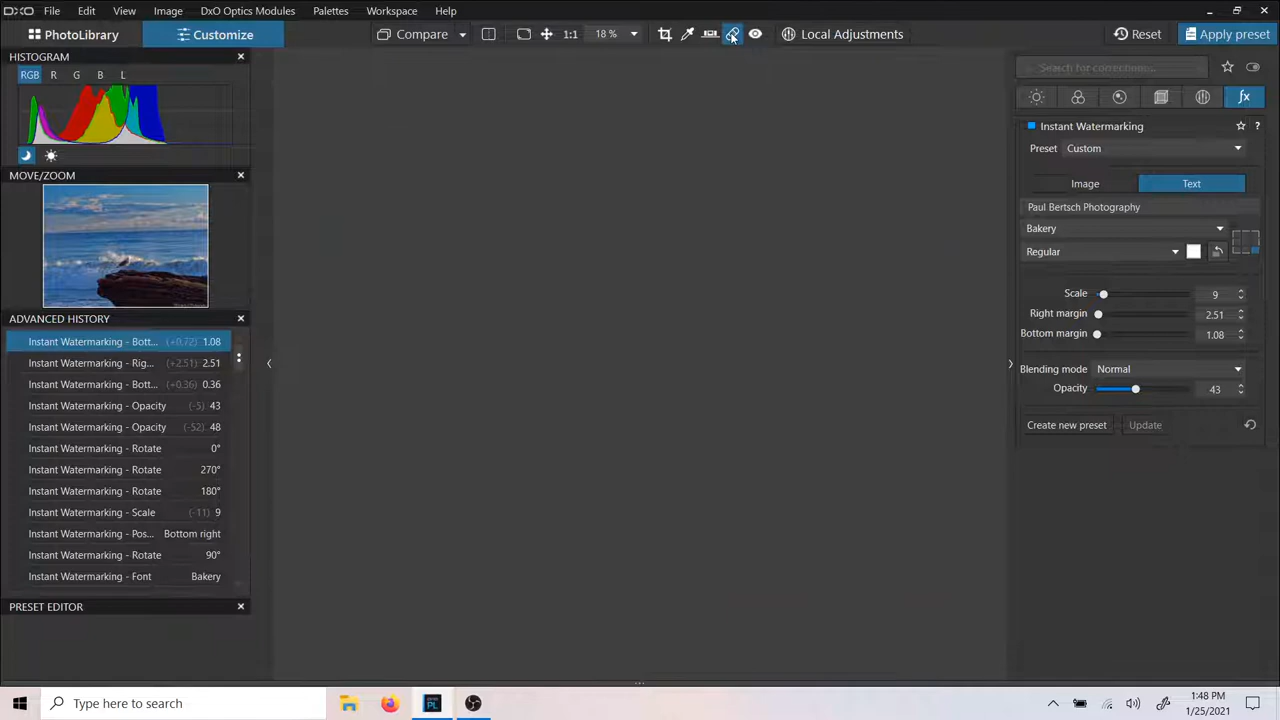 DXO File Edit View Image DxO Optics Modules Palettes Workspace Help
PhotoLibrary Customize Compare 1:1 18 % Local Adjustments Reset Apply preset
HISTOGRAM
RGB R G B L
MOVE/ZOOM
ADVANCED HISTORY
Instant Watermarking - Bott... (+0.72) 1.08
Instant Watermarking - Rig... (+2.51) 2.51
Instant Watermarking - Bott... (+0.36) 0.36
Instant Watermarking - Opacity (-5) 43
Instant Watermarking - Opacity (-52) 48
Instant Watermarking - Rotate 0°
Instant Watermarking - Rotate 270°
Instant Watermarking - Rotate 180°
Instant Watermarking - Scale (-11) 9
Instant Watermarking - Pos... Bottom right
Instant Watermarking - Rotate 90°
Instant Watermarking - Font Bakery
PRESET EDITOR
Search for corrections...
fx
Instant Watermarking ?
Preset Custom
Image Text
Paul Bertsch Photography
Bakery
Regular
Scale 9
Right margin 2.51
Bottom margin 1.08
Blending mode Normal
Opacity 43
Create new preset Update
Type here to search
PL
1:48 PM
1/25/2021